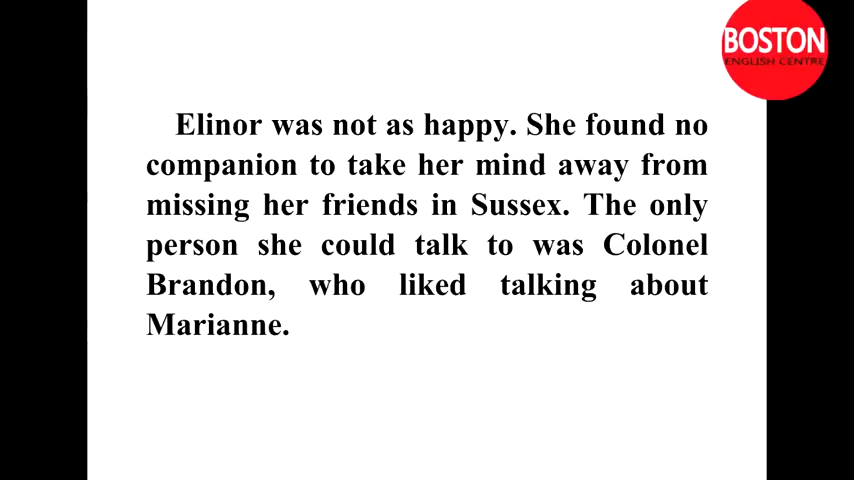 BOSTON
ENGLISH CENTRE
Elinor was not as happy. She found no
companion to take her mind away from
missing her friends in Sussex. The only
person she could talk to was Colonel
Brandon, who liked talking about
Marianne.